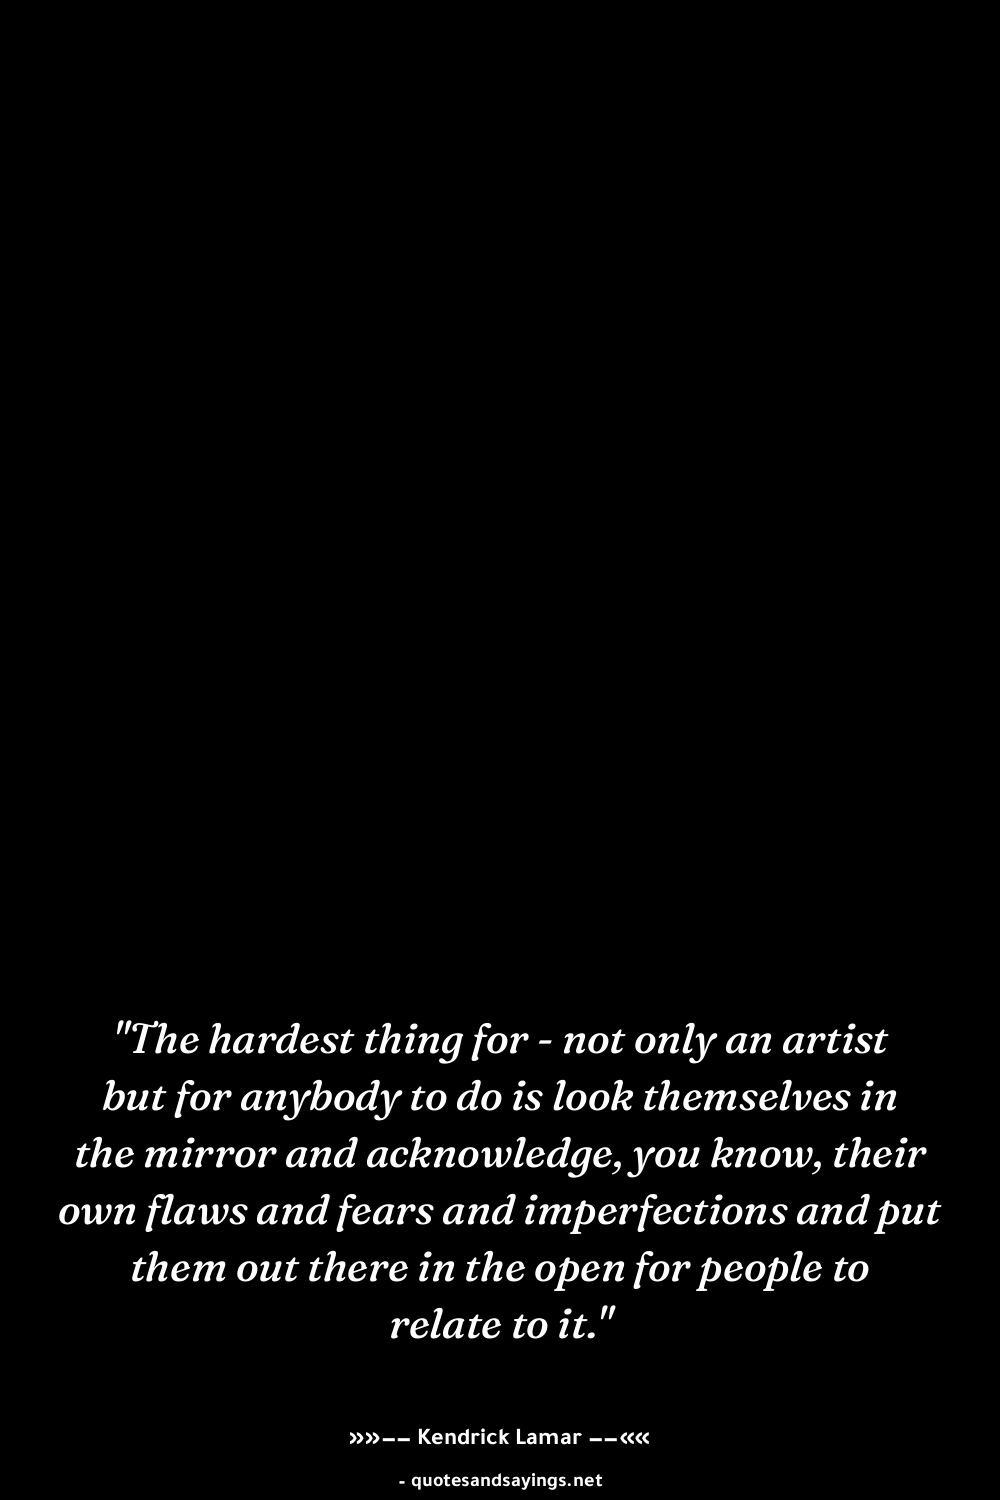 "The hardest thing for - not only an artist
but for anybody to do is look themselves in
the mirror and acknowledge, you know, their
own flaws and fears and imperfections and put
them out there in the open for people to
relate to it."
»»−− Kendrick Lamar −−««
- quotesandsayings.net